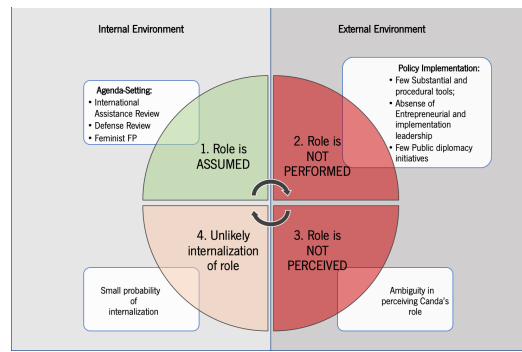 Internal Environment
External Environment
Agenda-Setting:
• International
Assistance Review
• Defense Review
• Feminist FP
Policy Implementation:
• Few Substantial and
procedural tools;
• Absense of
Entrepreneurial and
implementation
leadership
• Few Public diplomacy
initiatives
1. Role is
ASSUMED
2. Role is
NOT
PERFORMED
4. Unlikely
internalization
of role
3. Role is
NOT
PERCEIVED
Small probability
of
internalization
Ambiguity in
perceiving Canda's
role